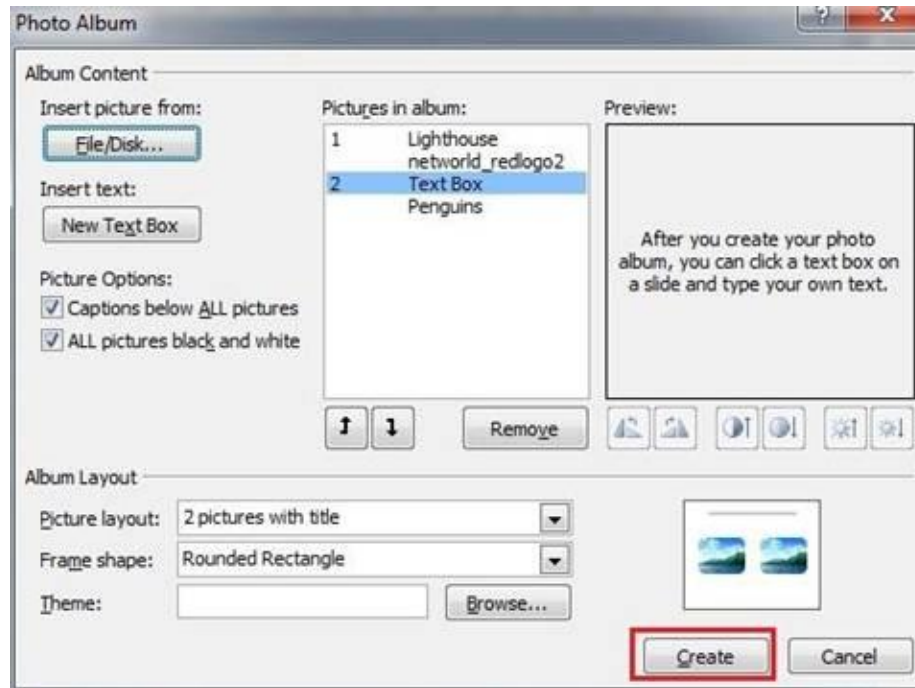 Photo Album
Album Content
Insert picture from:
File/Disk...
Insert text:
New Text Box
Picture Options:
Captions below ALL pictures
ALL pictures black and white
Pictures in album:
1 Lighthouse
networld_redlogo2
2 Text Box
Penguins
Remove
Preview:
After you create your photo
album, you can click a text box on
a slide and type your own text.
Album Layout
Picture layout: 2 pictures with title
Frame shape: Rounded Rectangle
Theme:
Browse...
Create
Cancel